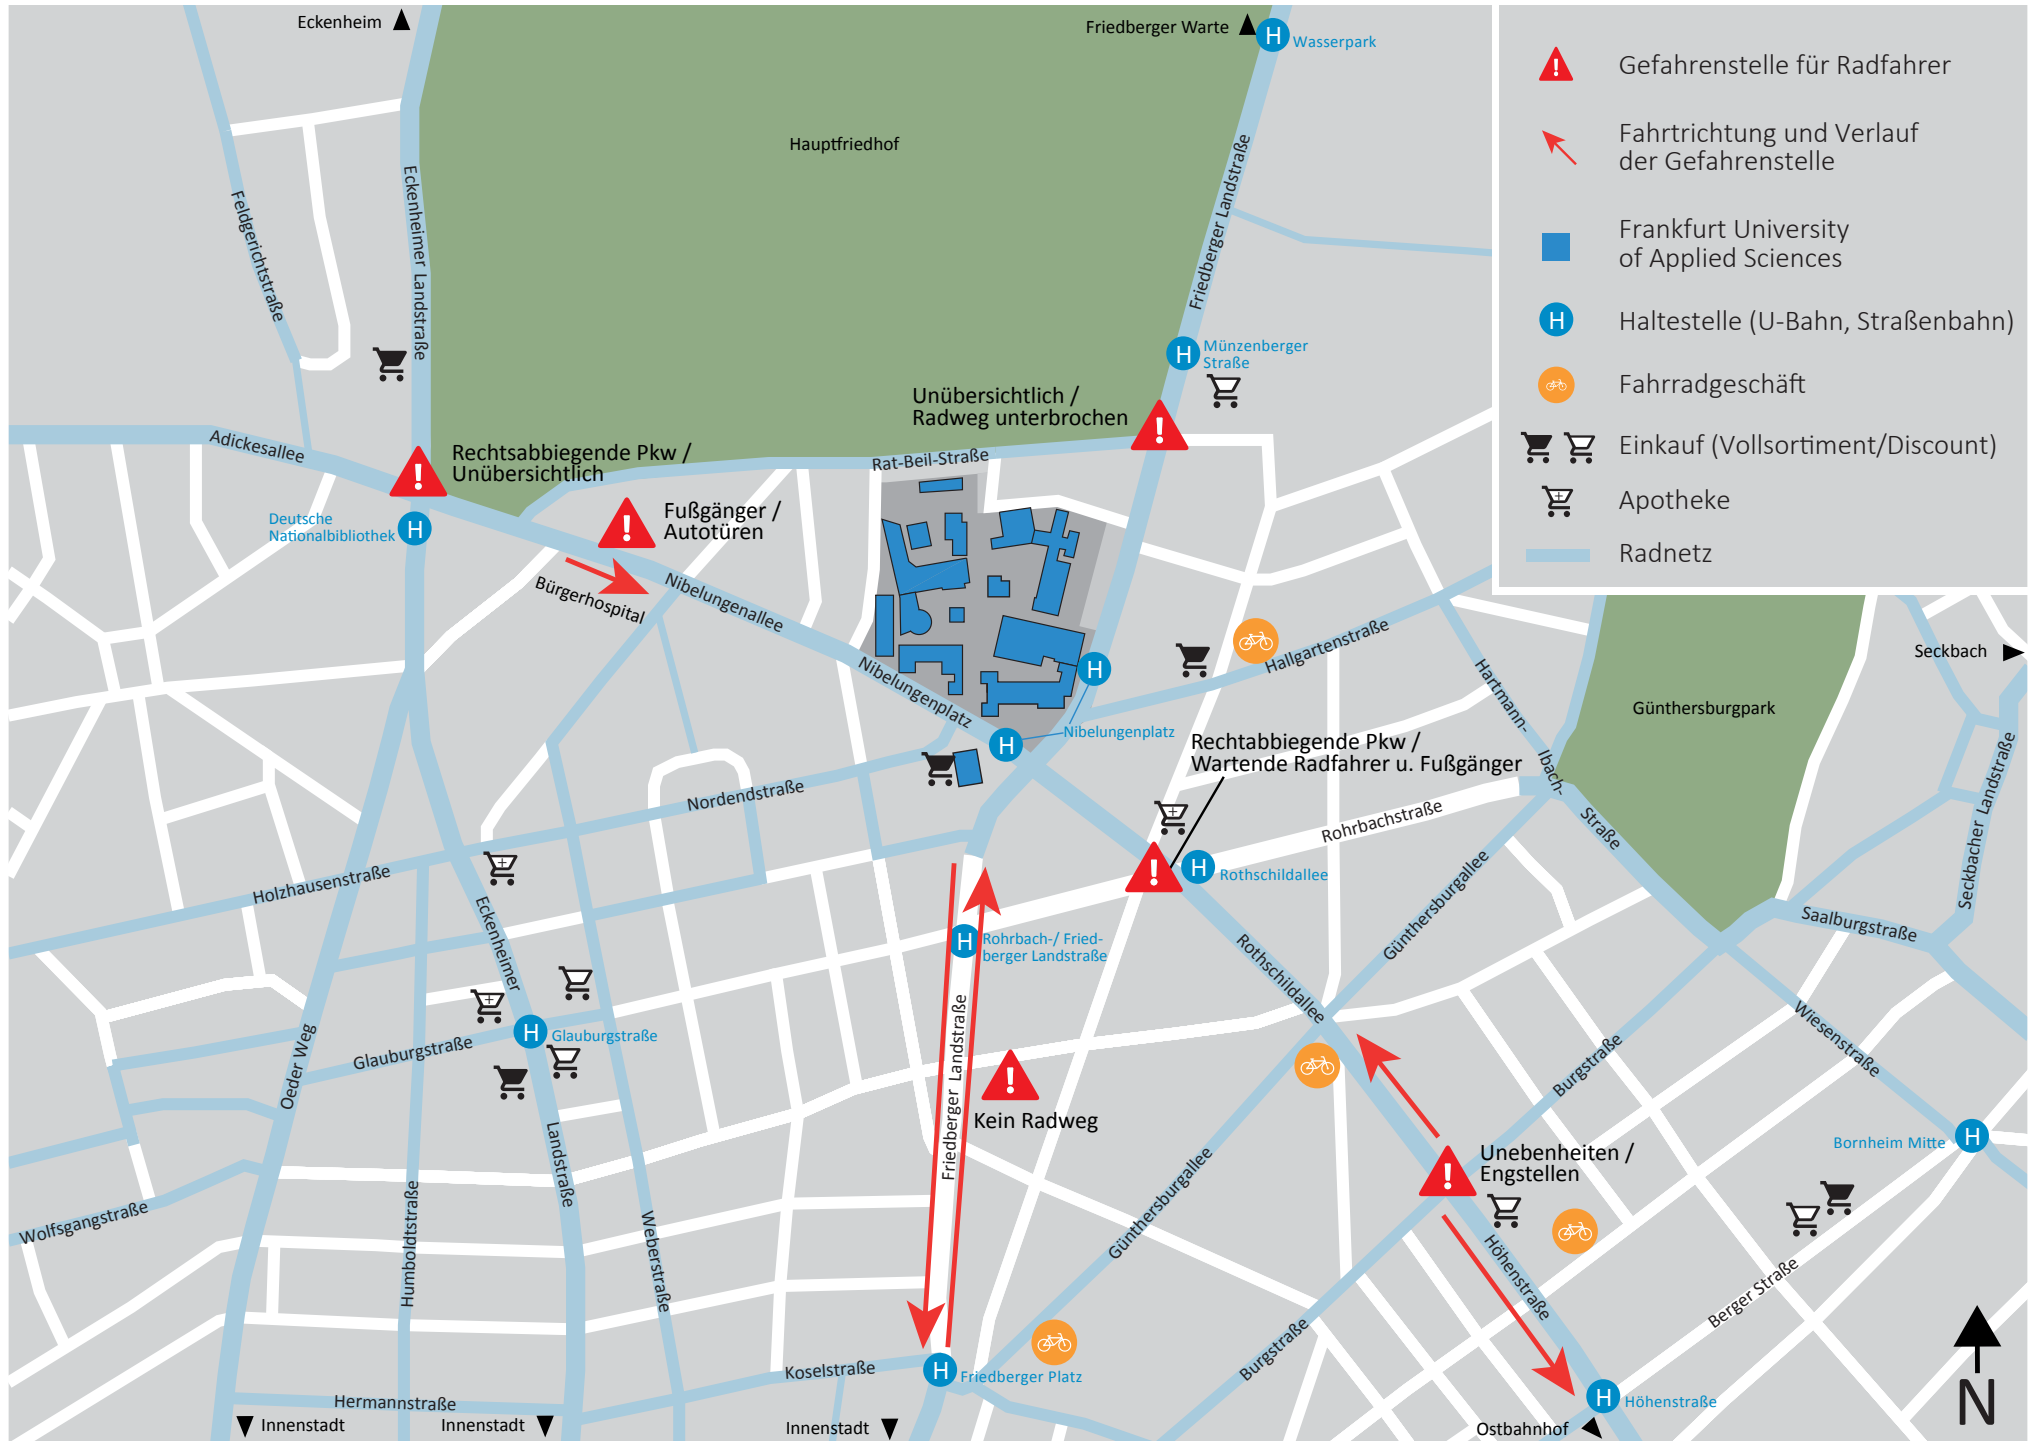 Eckenheim
Friedberger Warte
H
Wasserpark
Hauptfriedhof
Feldgerichtstraße
Eckenheimer Landstraße
Friedberger Landstraße
H
Münzenberger
Straße
Unübersichtlich /
Radweg unterbrochen
!
Adickesallee
!
Rechtsabbiegende Pkw /
Unübersichtlich
Rat-Beil-Straße
Deutsche
Nationalbibliothek
H
!
Fußgänger /
Autotüren
Bürgerhospital
Nibelungenallee
Nibelungenplatz
H
H
Nibelungenplatz
Hallgartenstraße
Hartmann-
Ibach-
Straße
Günthersburgpark
Seckbach
Seckbacher Landstraße
Rechtabbiegende Pkw /
Wartende Radfahrer u. Fußgänger
Nordendstraße
Rohrbachstraße
!
H
Rothschildallee
Holzhausenstraße
Eckenheimer
Landstraße
H
Rohrbach-/ Fried-
berger Landstraße
Rothschildallee
Günthersburgallee
Saalburgstraße
Oeder Weg
Glauburgstraße
H
Glauburgstraße
Friedberger Landstraße
!
Kein Radweg
Burgstraße
Wiesenstraße
Bornheim Mitte
H
!
Unebenheiten /
Engstellen
Wolfsgangstraße
Humboldtstraße
Weberstraße
Günthersburgallee
Höhenstraße
Berger Straße
Burgstraße
Koselstraße
H
Friedberger Platz
Hermannstraße
Innenstadt
Innenstadt
Innenstadt
H
Höhenstraße
Ostbahnhof
N
!
Gefahrenstelle für Radfahrer
Fahrtrichtung und Verlauf
der Gefahrenstelle
Frankfurt University
of Applied Sciences
H
Haltestelle (U-Bahn, Straßenbahn)
Fahrradgeschäft
Einkauf (Vollsortiment/Discount)
Apotheke
Radnetz